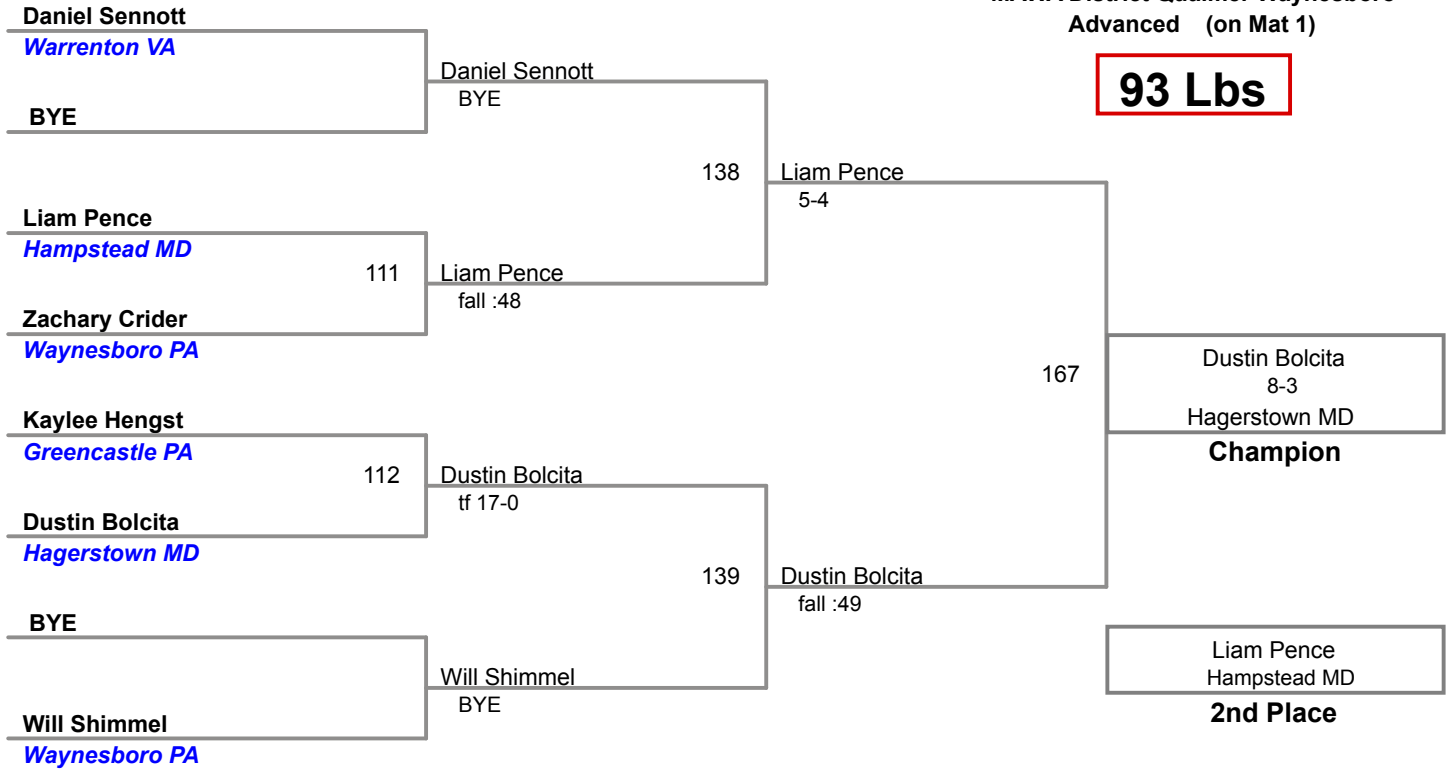 Advanced (on Mat 1)
93 Lbs
Daniel Sennott
Warrenton VA
BYE
Daniel Sennott
BYE
Liam Pence
Hampstead MD
Zachary Crider
Waynesboro PA
111
Liam Pence
fall :48
138
Liam Pence
5-4
Kaylee Hengst
Greencastle PA
Dustin Bolcita
Hagerstown MD
112
Dustin Bolcita
tf 17-0
BYE
Will Shimmel
Waynesboro PA
Will Shimmel
BYE
139
Dustin Bolcita
fall :49
167
Dustin Bolcita
8-3
Hagerstown MD
Champion
Liam Pence
Hampstead MD
2nd Place